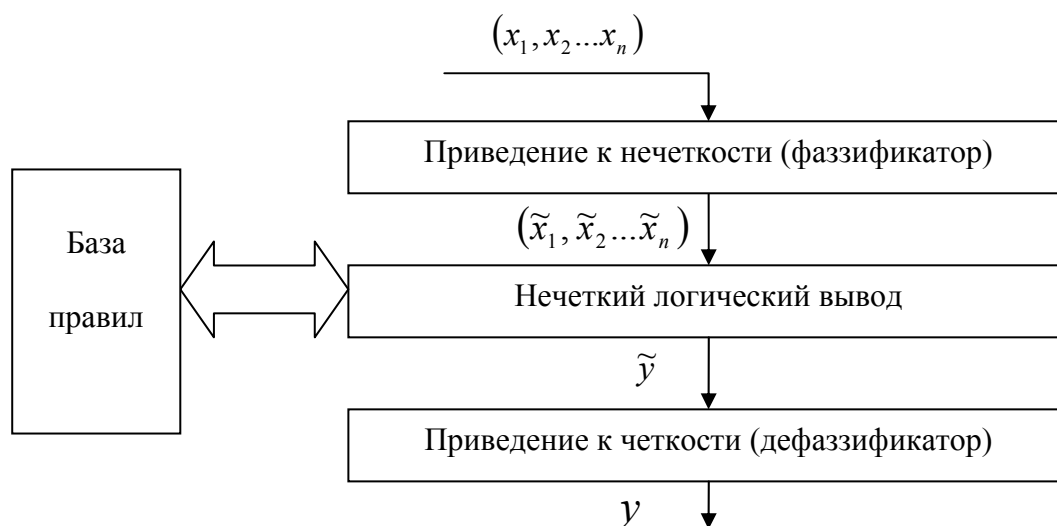 (x₁, x₂...xₙ)
Приведение к нечеткости (фаззификатор)
(x̃₁, x̃₂...x̃ₙ)
База
правил
Нечеткий логический вывод
ỹ
Приведение к четкости (дефаззификатор)
y